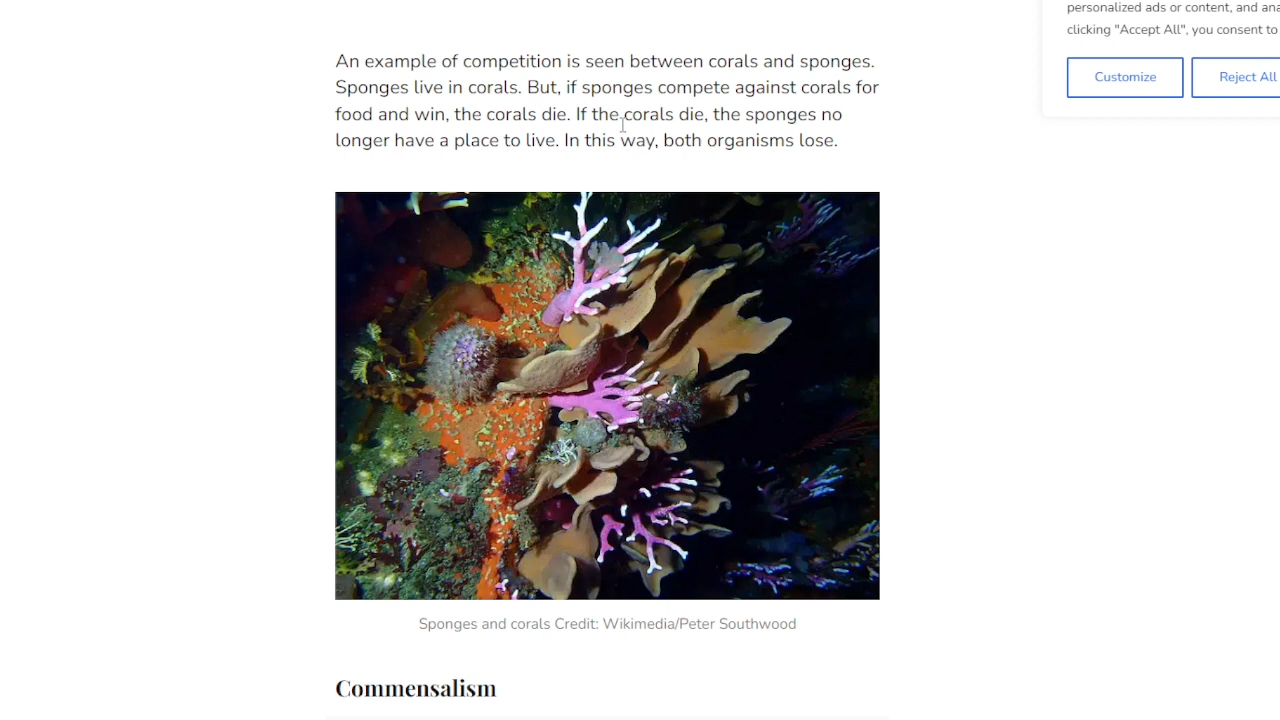 personalized ads or content, and
clicking "Accept All", you consent to
Customize
Reject All
An example of competition is seen between corals and sponges.
Sponges live in corals. But, if sponges compete against corals for
food and win, the corals die. If the corals die, the sponges no
longer have a place to live. In this way, both organisms lose.
Sponges and corals Credit: Wikimedia/Peter Southwood
Commensalism